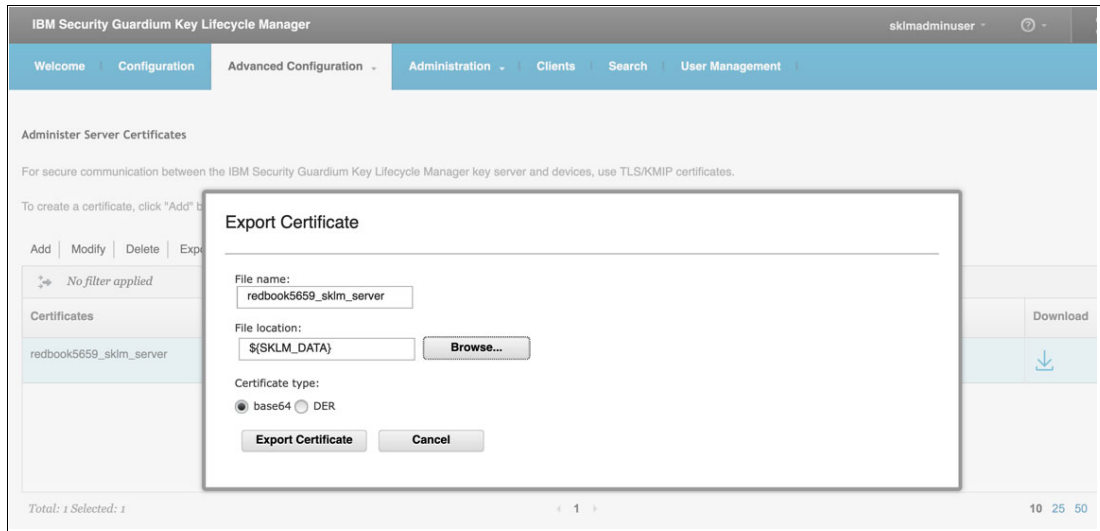 IBM Security Guardium Key Lifecycle Manager sklmadminuser
Welcome Configuration Advanced Configuration Administration Clients Search User Management
Administer Server Certificates
For secure communication between the IBM Security Guardium Key Lifecycle Manager key server and devices, use TLS/KMIP certificates.
To create a certificate, click "Add" b
Add Modify Delete Expo
No filter applied
Certificates Download
redbook5659_sklm_server
Export Certificate
File name:
redbook5659_sklm_server
File location:
${SKLM_DATA} Browse...
Certificate type:
base64 DER
Export Certificate Cancel
Total: 1 Selected: 1 1 10 25 50